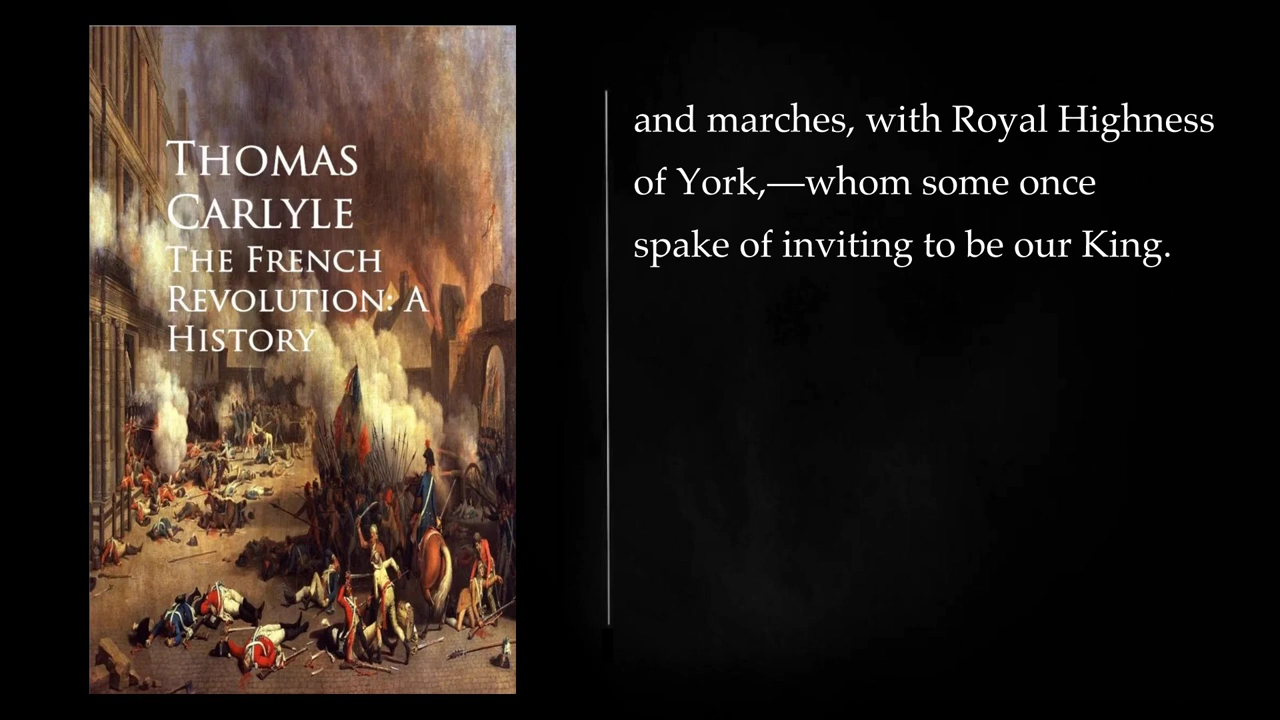 THOMAS
CARLYLE
THE FRENCH
REVOLUTION: A
HISTORY
and marches, with Royal Highness
of York,—whom some once
spake of inviting to be our King.